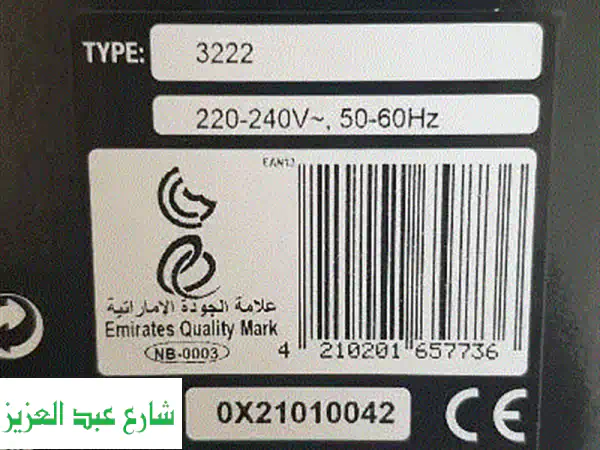 TYPE: 3222
220-240V~, 50-60Hz
EAN13
علامة الجودة الاماراتية
Emirates Quality Mark
NB-0003
4 210201 657736
شارع عبد العزيز
0X21010042
CE